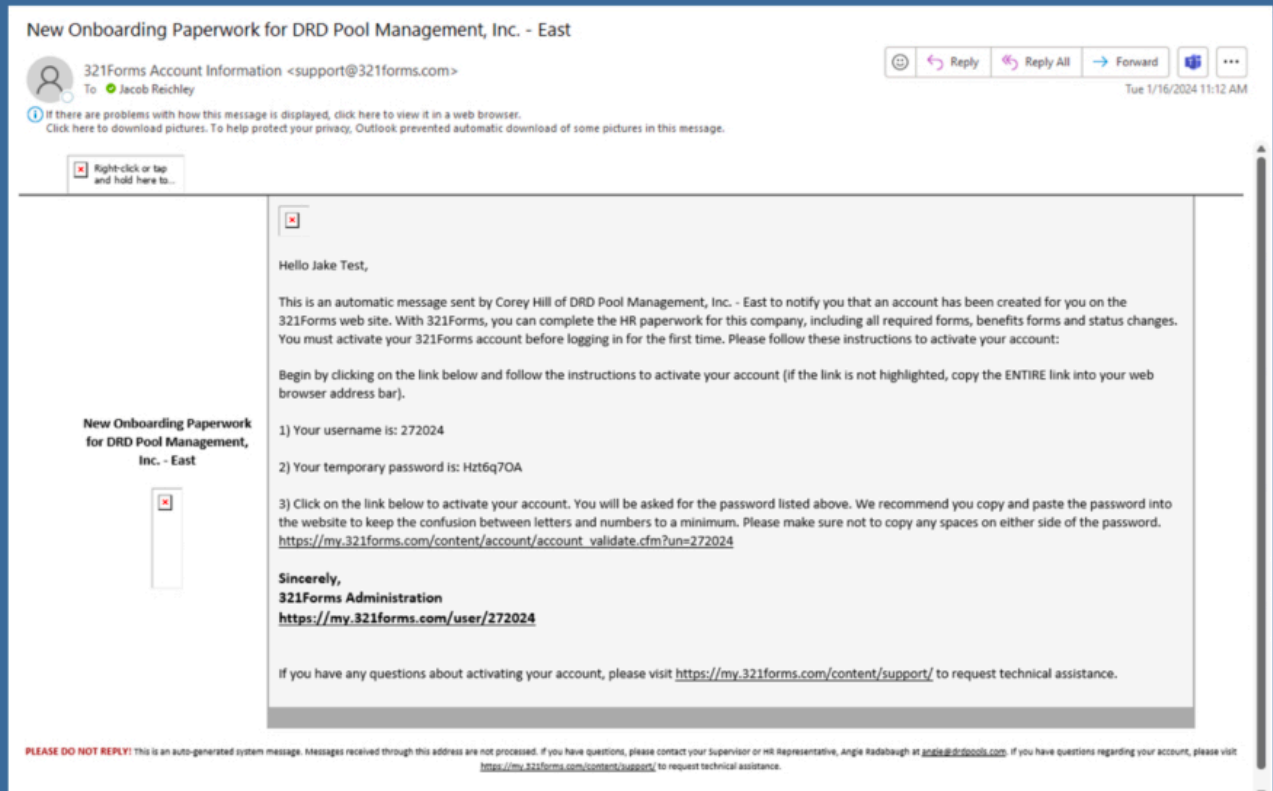 New Onboarding Paperwork for DRD Pool Management, Inc. - East
321Forms Account Information <support@321forms.com>
To Jacob Reichley
Reply
Reply All
Forward
Tue 1/16/2024 11:12 AM
If there are problems with how this message is displayed, click here to view it in a web browser.
Click here to download pictures. To help protect your privacy, Outlook prevented automatic download of some pictures in this message.
Right-click or tap
and hold here to...
Hello Jake Test,
This is an automatic message sent by Corey Hill of DRD Pool Management, Inc. - East to notify you that an account has been created for you on the
321Forms web site. With 321Forms, you can complete the HR paperwork for this company, including all required forms, benefits forms and status changes.
You must activate your 321Forms account before logging in for the first time. Please follow these instructions to activate your account:
Begin by clicking on the link below and follow the instructions to activate your account (if the link is not highlighted, copy the ENTIRE link into your web
browser address bar).
New Onboarding Paperwork
for DRD Pool Management,
Inc. - East
1) Your username is: 272024
2) Your temporary password is: Hzt6q7OA
3) Click on the link below to activate your account. You will be asked for the password listed above. We recommend you copy and paste the password into
the website to keep the confusion between letters and numbers to a minimum. Please make sure not to copy any spaces on either side of the password.
https://my.321forms.com/content/account/account_validate.cfm?un=272024
Sincerely,
321Forms Administration
https://my.321forms.com/user/272024
If you have any questions about activating your account, please visit https://my.321forms.com/content/support/ to request technical assistance.
PLEASE DO NOT REPLY! This is an auto-generated system message. Messages received through this address are not processed. If you have questions, please contact your Supervisor or HR Representative, Angie Radabaugh at angie@drdpools.com. If you have questions regarding your account, please visit
https://my.321forms.com/content/support/ to request technical assistance.